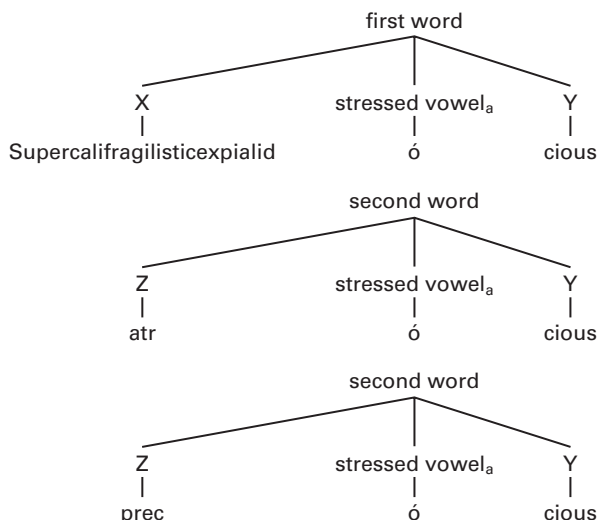 first word
X stressed vowelₐ Y
Supercalifragilisticexpialid ó cious
second word
Z stressed vowelₐ Y
atr ó cious
second word
Z stressed vowelₐ Y
prec ó cious